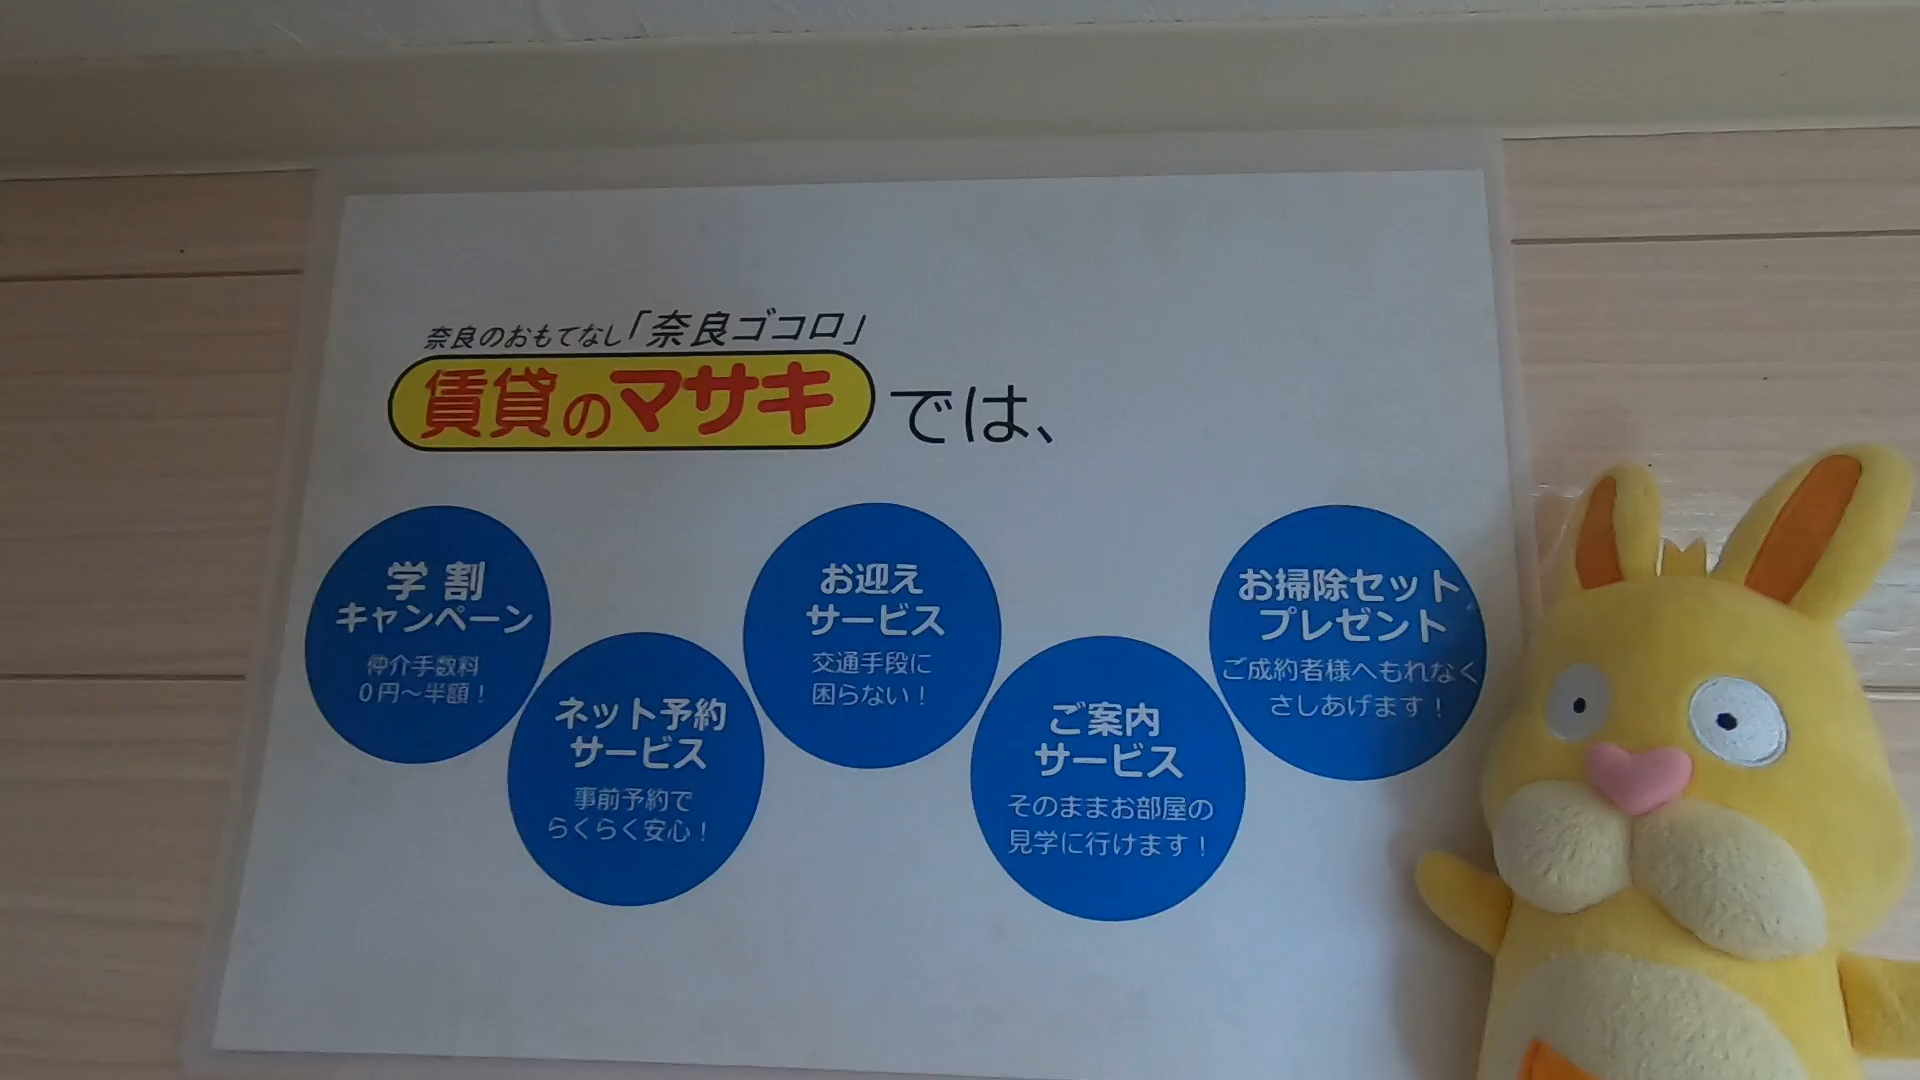 奈良のおもてなし「奈良ゴコロ」
賃貸のマサキでは、
学割
キャンペーン
仲介手数料
0円～半額！
ネット予約
サービス
事前予約で
らくらく安心！
お迎え
サービス
交通手段に
困らない！
ご案内
サービス
そのままお部屋の
見学に行けます！
お掃除セット
プレゼント
ご成約者様へもれなく
さしあげます！